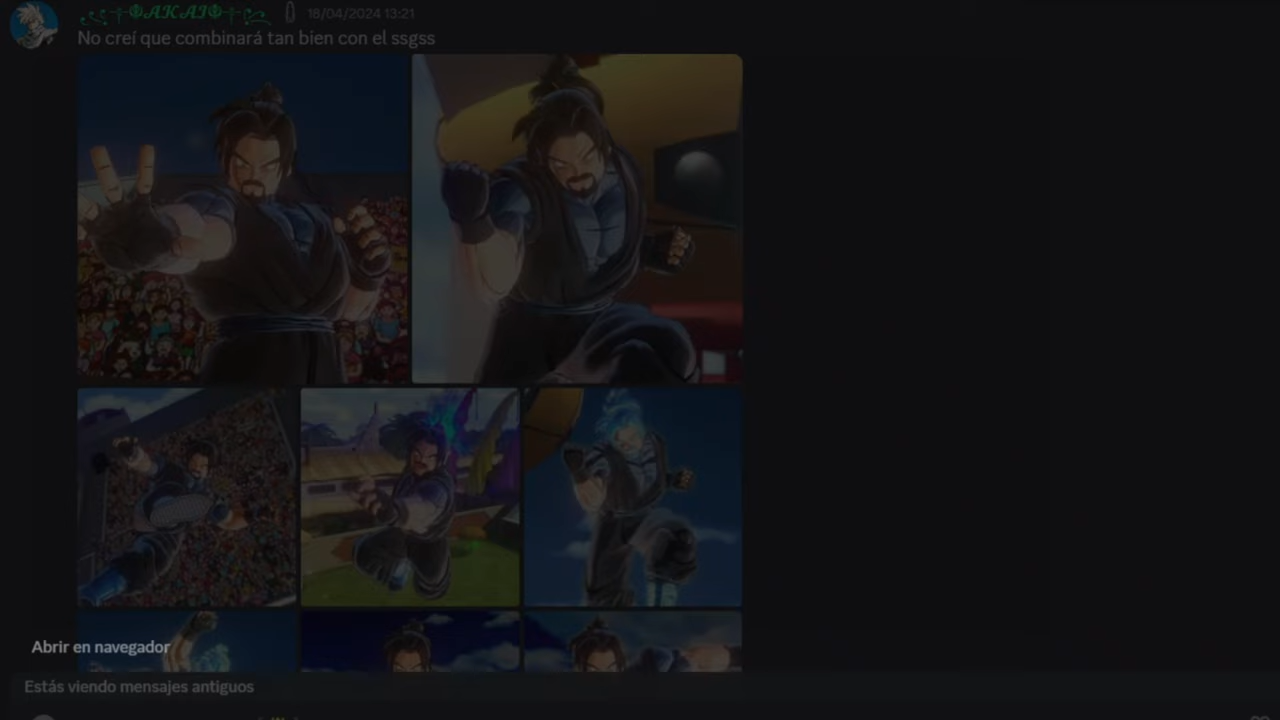 AKAI 18/04/2024 13:21
No creí que combinará tan bien con el ssgss
Abrir en navegador
Estás viendo mensajes antiguos